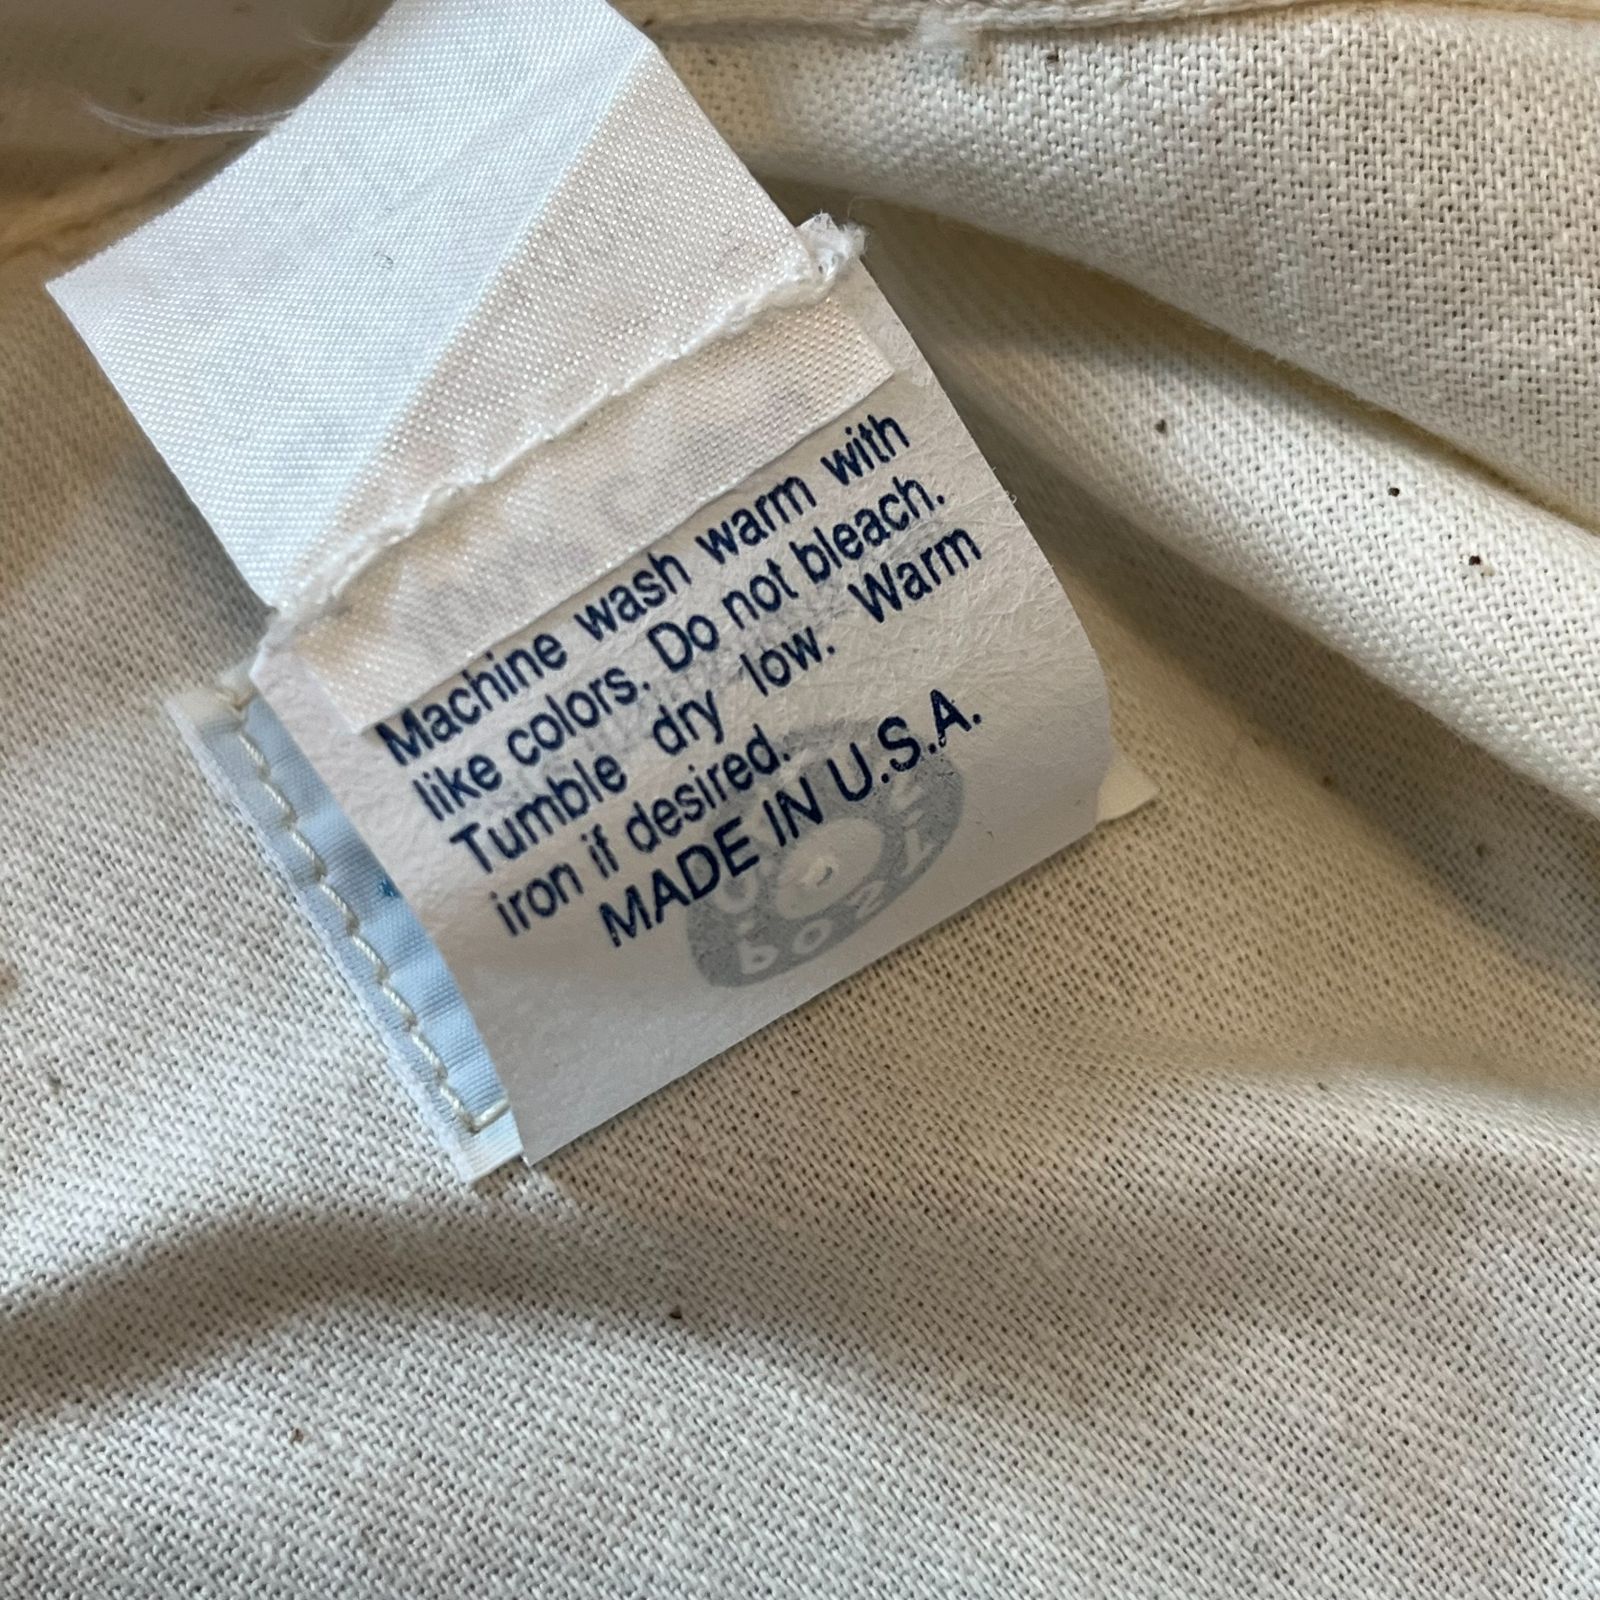 Machine wash warm with
like colors. Do not bleach.
Tumble dry low. Warm
iron if desired.
MADE IN U.S.A.